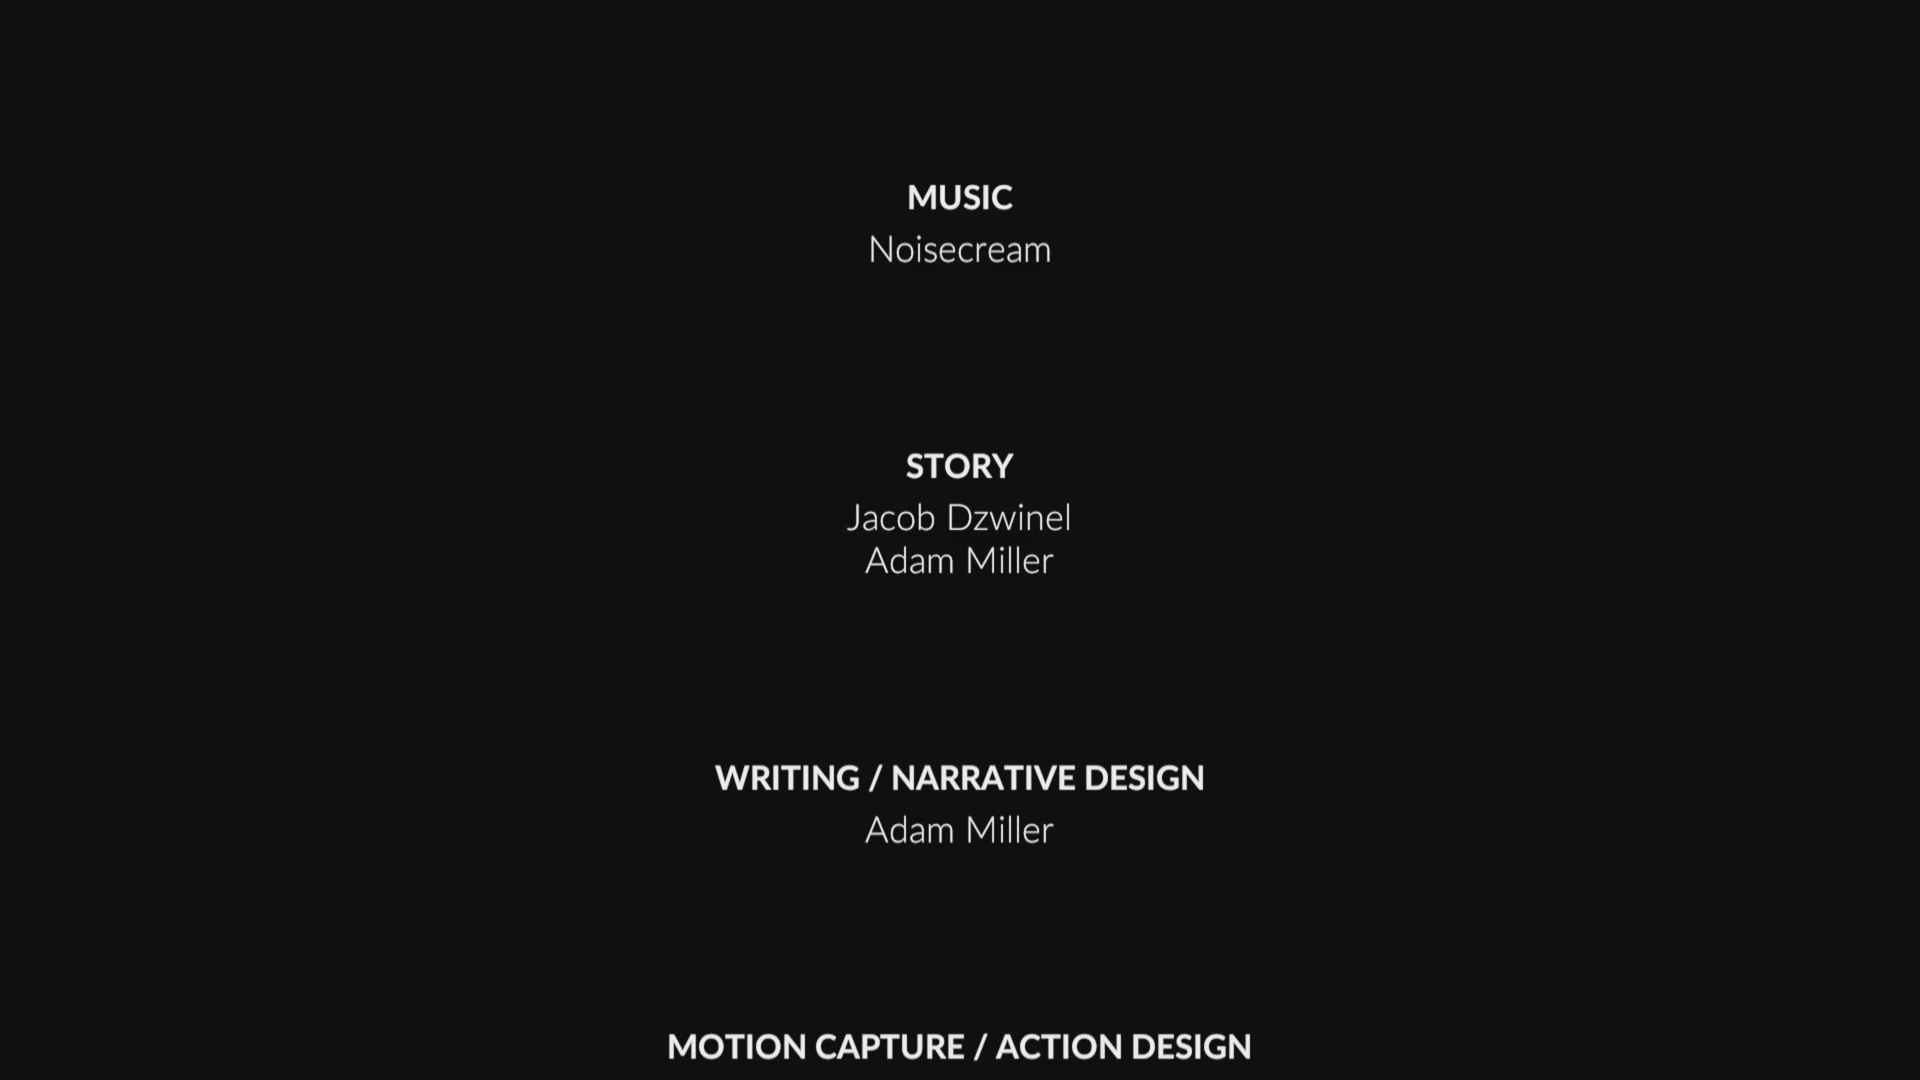 MUSIC
Noisecream
STORY
Jacob Dzwinel
Adam Miller
WRITING / NARRATIVE DESIGN
Adam Miller
MOTION CAPTURE / ACTION DESIGN